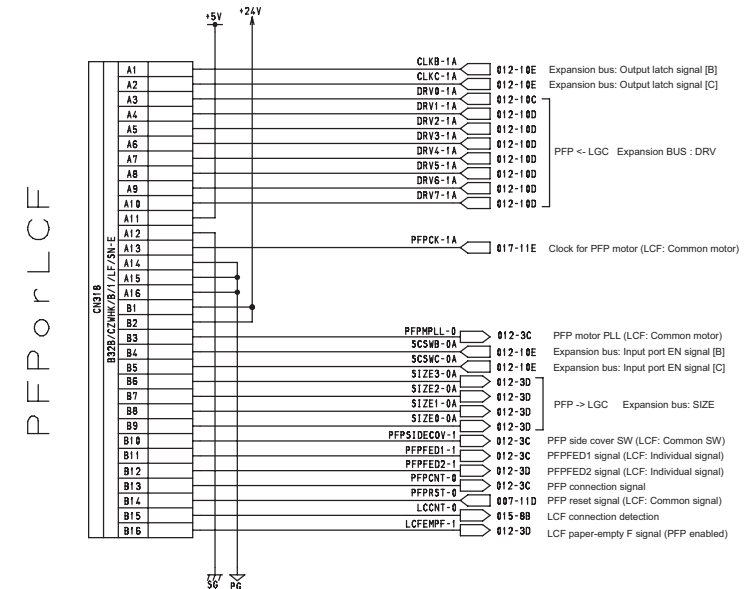 +5V
+24V
PFPorLCF
CN318
B32B/CZWHK/B/1/LF/SN-E
A1 CLKB-1A 012-10E Expansion bus: Output latch signal [B]
A2 CLKC-1A 012-10E Expansion bus: Output latch signal [C]
A3 DRV0-1A 012-10C
A4 DRV1-1A 012-10D
A5 DRV2-1A 012-10D
A6 DRV3-1A 012-10D
PFP <- LGC Expansion BUS : DRV
A7 DRV4-1A 012-10D
A8 DRV5-1A 012-10D
A9 DRV6-1A 012-10D
A10 DRV7-1A 012-10D
A11
A12
A13 PFPCK-1A 017-11E Clock for PFP motor (LCF: Common motor)
A14
A15
A16
B1
B2
B3 PFPMPLL-0 012-3C PFP motor PLL (LCF: Common motor)
B4 SCSWB-0A 012-10E Expansion bus: Input port EN signal [B]
B5 SCSWC-0A 012-10E Expansion bus: Input port EN signal [C]
B6 SIZE3-0A 012-3D
B7 SIZE2-0A 012-3D
PFP -> LGC Expansion bus: SIZE
B8 SIZE1-0A 012-3D
B9 SIZE0-0A 012-3D
B10 PFPSIDECOV-1 012-3C PFP side cover SW (LCF: Common SW)
B11 PFPFED1-1 012-3C PFPFED1 signal (LCF: Individual signal)
B12 PFPFED2-1 012-3D PFPFED2 signal (LCF: Individual signal)
B13 PFPCNT-0 012-3C PFP connection signal
B14 PFPRST-0 007-11D PFP reset signal (LCF: Common signal)
B15 LCCNT-0 015-8B LCF connection detection
B16 LCFEMPF-1 012-3D LCF paper-empty F signal (PFP enabled)
SG
PG